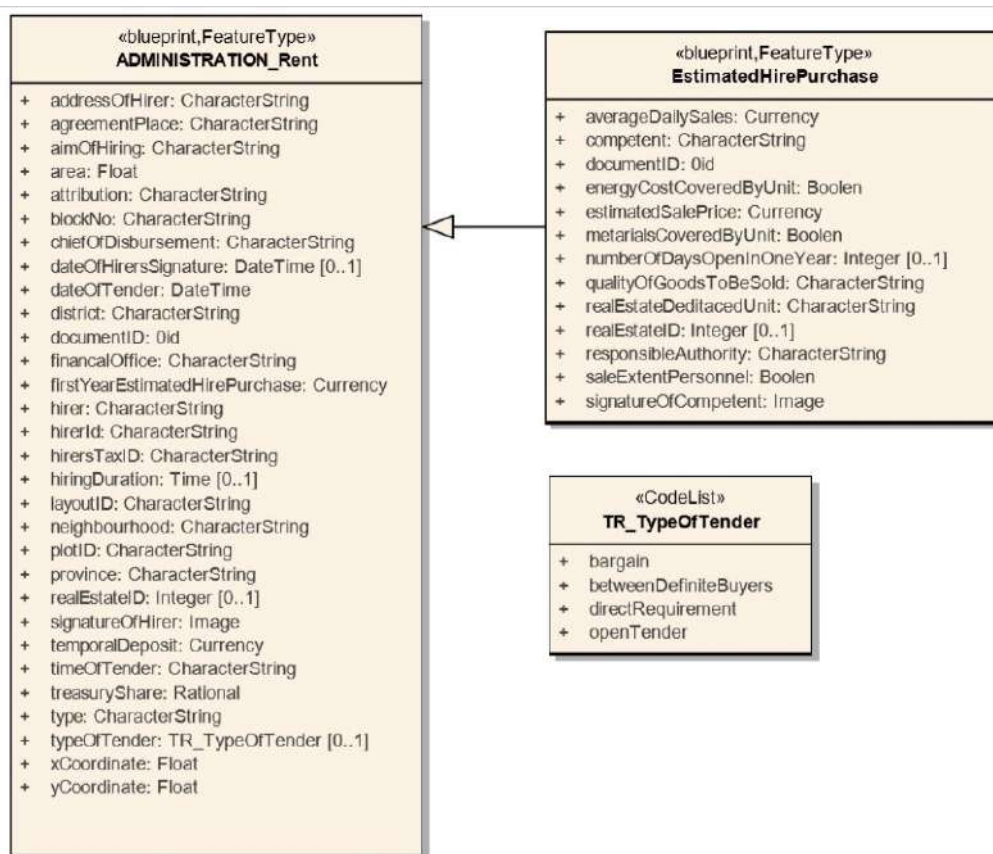 «blueprint,FeatureType»
ADMINISTRATION_Rent
+ addressOfHirer: CharacterString
+ agreementPlace: CharacterString
+ aimOfHiring: CharacterString
+ area: Float
+ attribution: CharacterString
+ blockNo: CharacterString
+ chiefOfDisbursement: CharacterString
+ dateOfHirersSignature: DateTime [0..1]
+ dateOfTender: DateTime
+ district: CharacterString
+ documentID: 0id
+ financalOffice: CharacterString
+ firstYearEstimatedHirePurchase: Currency
+ hirer: CharacterString
+ hirerId: CharacterString
+ hirersTaxID: CharacterString
+ hiringDuration: Time [0..1]
+ layoutID: CharacterString
+ neighbourhood: CharacterString
+ plotID: CharacterString
+ province: CharacterString
+ realEstateID: Integer [0..1]
+ signatureOfHirer: Image
+ temporalDeposit: Currency
+ timeOfTender: CharacterString
+ treasuryShare: Rational
+ type: CharacterString
+ typeOfTender: TR_TypeOfTender [0..1]
+ xCoordinate: Float
+ yCoordinate: Float
«blueprint,FeatureType»
EstimatedHirePurchase
+ averageDailySales: Currency
+ competent: CharacterString
+ documentID: 0id
+ energyCostCoveredByUnit: Boolen
+ estimatedSalePrice: Currency
+ metarialsCoveredByUnit: Boolen
+ numberOfDaysOpenInOneYear: Integer [0..1]
+ qualityOfGoodsToBeSold: CharacterString
+ realEstateDeditacedUnit: CharacterString
+ realEstateID: Integer [0..1]
+ responsibleAuthority: CharacterString
+ saleExtentPersonnel: Boolen
+ signatureOfCompetent: Image
«CodeList»
TR_TypeOfTender
+ bargain
+ betweenDefiniteBuyers
+ directRequirement
+ openTender